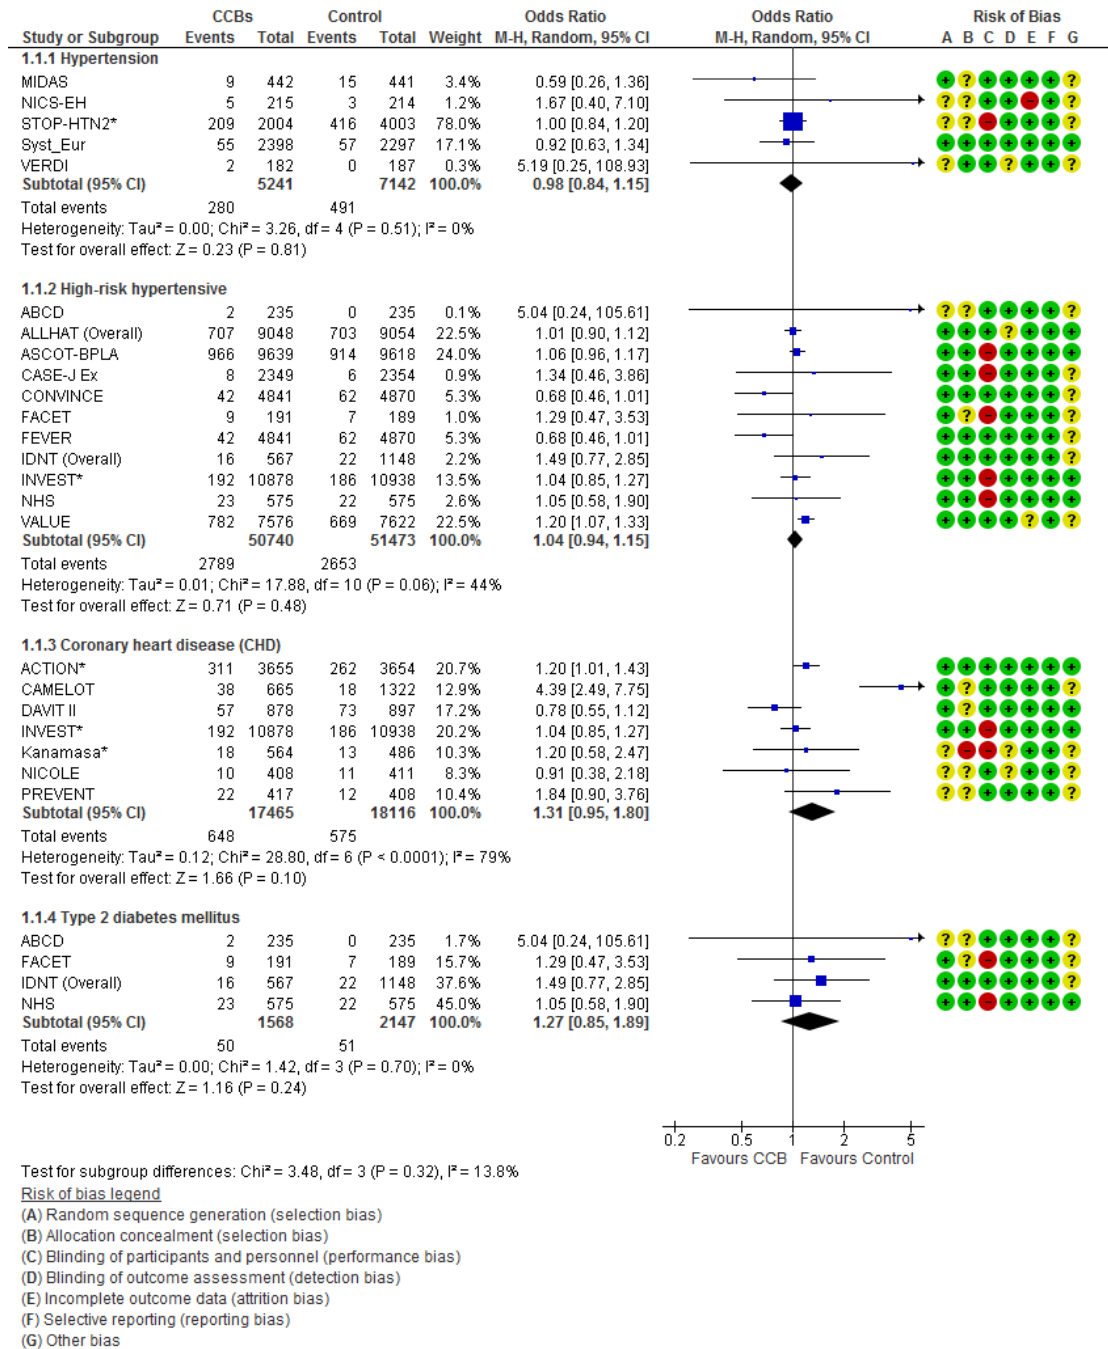 CCBs Control Odds Ratio Odds Ratio Risk of Bias
Study or Subgroup Events Total Events Total Weight M-H, Random, 95% CI M-H, Random, 95% CI A B C D E F G
1.1.1 Hypertension
MIDAS 9 442 15 441 3.4% 0.59 [0.26, 1.36] + ? + + + + ?
NICS-EH 5 215 3 214 1.2% 1.67 [0.40, 7.10] ? ? + + - + ?
STOP-HTN2* 209 2004 416 4003 78.0% 1.00 [0.84, 1.20] ? ? - + + + +
Syst_Eur 55 2398 57 2297 17.1% 0.92 [0.63, 1.34] + + + + + + +
VERDI 2 182 0 187 0.3% 5.19 [0.25, 108.93] ? + + ? + + ?
Subtotal (95% CI) 5241 7142 100.0% 0.98 [0.84, 1.15]
Total events 280 491
Heterogeneity: Tau² = 0.00; Chi² = 3.26, df = 4 (P = 0.51); I² = 0%
Test for overall effect: Z = 0.23 (P = 0.81)
1.1.2 High-risk hypertensive
ABCD 2 235 0 235 0.1% 5.04 [0.24, 105.61] ? ? + + + + ?
ALLHAT (Overall) 707 9048 703 9054 22.5% 1.01 [0.90, 1.12] + + + ? + + +
ASCOT-BPLA 966 9639 914 9618 24.0% 1.06 [0.96, 1.17] + + - + + + +
CASE-J Ex 8 2349 6 2354 0.9% 1.34 [0.46, 3.86] + + - + + + ?
CONVINCE 42 4841 62 4870 5.3% 0.68 [0.46, 1.01] + + + + + + ?
FACET 9 191 7 189 1.0% 1.29 [0.47, 3.53] + ? - + + + ?
FEVER 42 4841 62 4870 5.3% 0.68 [0.46, 1.01] + + + + + + ?
IDNT (Overall) 16 567 22 1148 2.2% 1.49 [0.77, 2.85] + + + + + + ?
INVEST* 192 10878 186 10938 13.5% 1.04 [0.85, 1.27] + + - + + + +
NHS 23 575 22 575 2.6% 1.05 [0.58, 1.90] + + - + + + +
VALUE 782 7576 669 7622 22.5% 1.20 [1.07, 1.33] + + + + ? + ?
Subtotal (95% CI) 50740 51473 100.0% 1.04 [0.94, 1.15]
Total events 2789 2653
Heterogeneity: Tau² = 0.01; Chi² = 17.88, df = 10 (P = 0.06); I² = 44%
Test for overall effect: Z = 0.71 (P = 0.48)
1.1.3 Coronary heart disease (CHD)
ACTION* 311 3655 262 3654 20.7% 1.20 [1.01, 1.43] + + + + + + +
CAMELOT 38 665 18 1322 12.9% 4.39 [2.49, 7.75] + ? + + + + ?
DAVIT II 57 878 73 897 17.2% 0.78 [0.55, 1.12] + ? + + + + +
INVEST* 192 10878 186 10938 20.2% 1.04 [0.85, 1.27] + + - + + + +
Kanamasa* 18 564 13 486 10.3% 1.20 [0.58, 2.47] ? - - ? + + ?
NICOLE 10 408 11 411 8.3% 0.91 [0.38, 2.18] ? ? + ? + + ?
PREVENT 22 417 12 408 10.4% 1.84 [0.90, 3.76] ? ? + + + + ?
Subtotal (95% CI) 17465 18116 100.0% 1.31 [0.95, 1.80]
Total events 648 575
Heterogeneity: Tau² = 0.12; Chi² = 28.80, df = 6 (P < 0.0001); I² = 79%
Test for overall effect: Z = 1.66 (P = 0.10)
1.1.4 Type 2 diabetes mellitus
ABCD 2 235 0 235 1.7% 5.04 [0.24, 105.61] ? ? + + + + ?
FACET 9 191 7 189 15.7% 1.29 [0.47, 3.53] + ? - + + + ?
IDNT (Overall) 16 567 22 1148 37.6% 1.49 [0.77, 2.85] + + + + + + ?
NHS 23 575 22 575 45.0% 1.05 [0.58, 1.90] + + - + + + +
Subtotal (95% CI) 1568 2147 100.0% 1.27 [0.85, 1.89]
Total events 50 51
Heterogeneity: Tau² = 0.00; Chi² = 1.42, df = 3 (P = 0.70); I² = 0%
Test for overall effect: Z = 1.16 (P = 0.24)
0.2 0.5 1 2 5
Favours CCB Favours Control
Test for subgroup differences: Chi² = 3.48, df = 3 (P = 0.32), I² = 13.8%
Risk of bias legend
(A) Random sequence generation (selection bias)
(B) Allocation concealment (selection bias)
(C) Blinding of participants and personnel (performance bias)
(D) Blinding of outcome assessment (detection bias)
(E) Incomplete outcome data (attrition bias)
(F) Selective reporting (reporting bias)
(G) Other bias